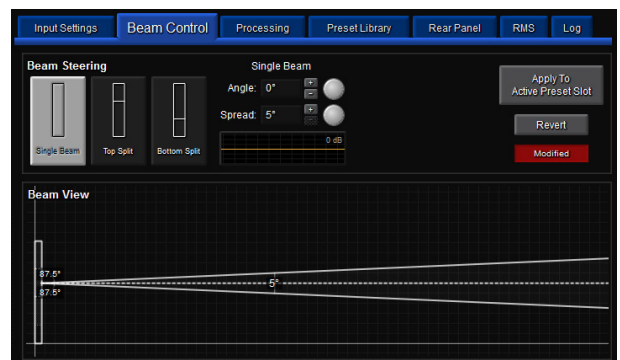 Input Settings
Beam Control
Processing
Preset Library
Rear Panel
RMS
Log
Beam Steering
Single Beam
Top Split
Bottom Split
Single Beam
Angle: 0°
+
-
Spread: 5°
+
-
0 dB
Apply To
Active Preset Slot
Revert
Modified
Beam View
87.5°
87.5°
5°